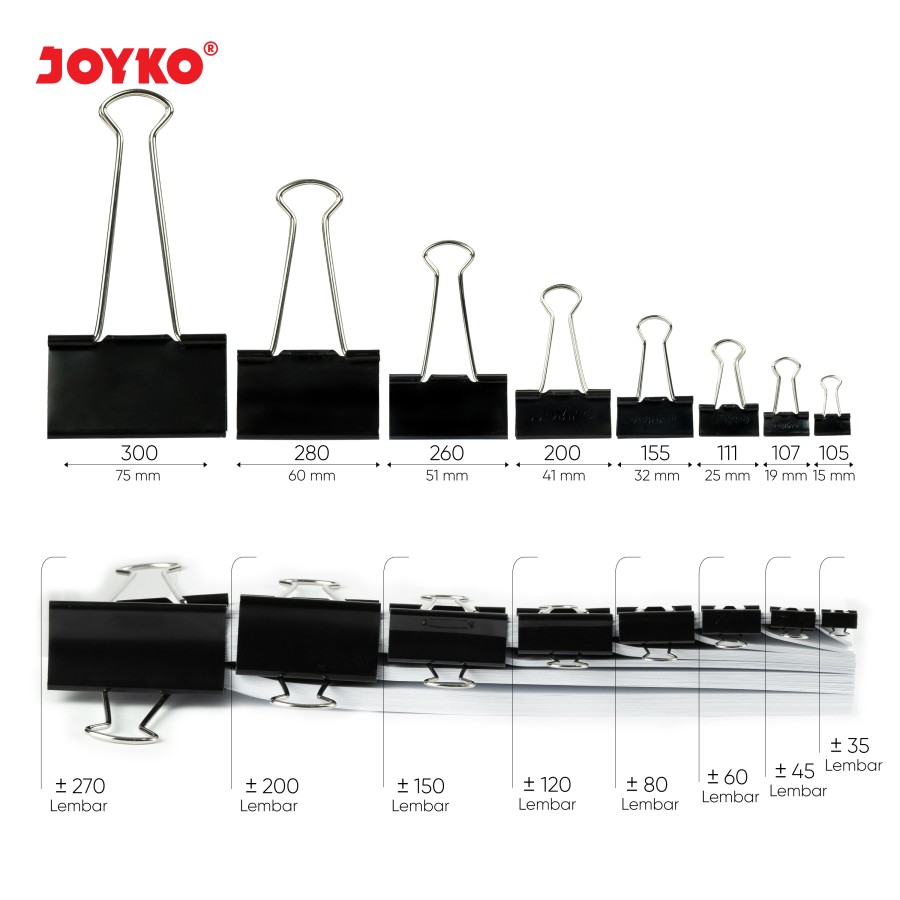 JOYKO®
300 280 260 200 155 111 107 105
75 mm 60 mm 51 mm 41 mm 32 mm 25 mm 19 mm 15 mm
± 270
Lembar
± 200
Lembar
± 150
Lembar
± 120
Lembar
± 80
Lembar
± 60
Lembar
± 45
Lembar
± 35
Lembar